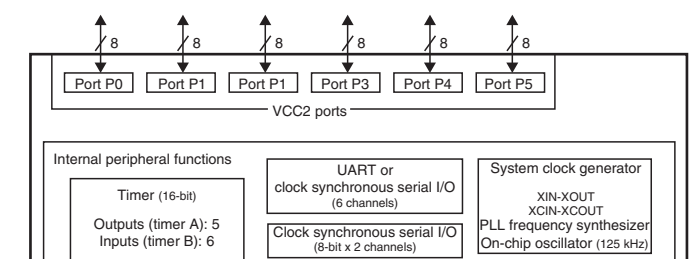 8 8 8 8 8 8
Port P0 Port P1 Port P1 Port P3 Port P4 Port P5
VCC2 ports
Internal peripheral functions
Timer (16-bit)
Outputs (timer A): 5
Inputs (timer B): 6
UART or
clock synchronous serial I/O
(6 channels)
Clock synchronous serial I/O
(8-bit x 2 channels)
System clock generator
XIN-XOUT
XCIN-XCOUT
PLL frequency synthesizer
On-chip oscillator (125 kHz)